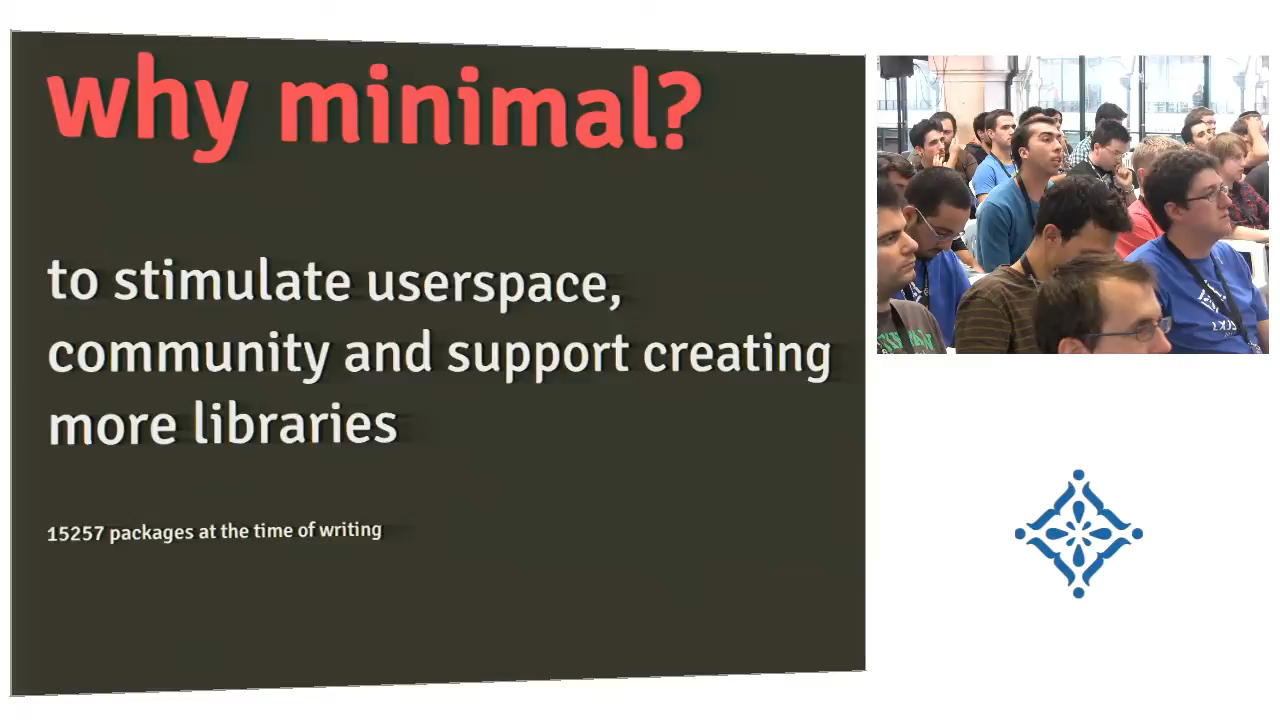 why minimal?
to stimulate userspace,
community and support creating
more libraries
15257 packages at the time of writing